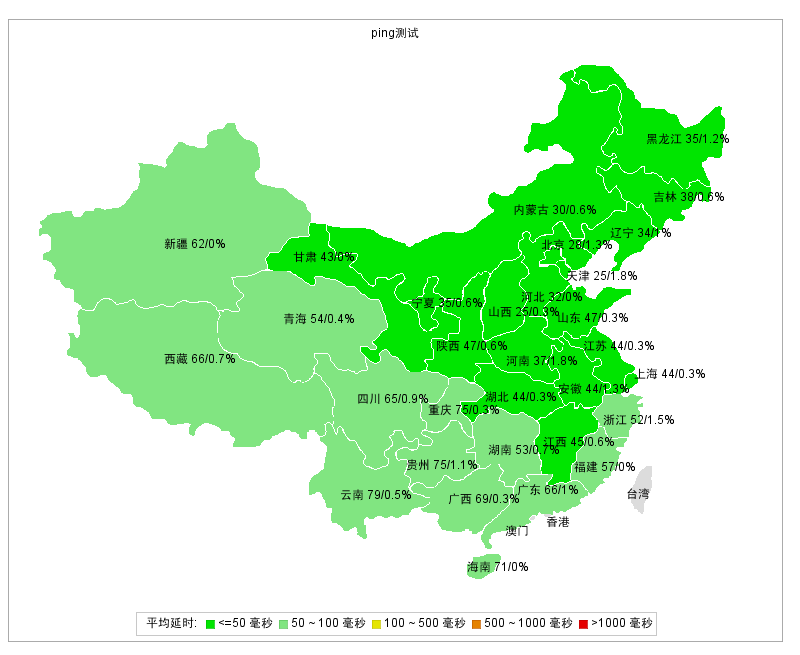 ping测试
黑龙江 35/1.2%
吉林 38/0.6%
内蒙古 30/0.6%
辽宁 34/1%
新疆 62/0%
北京 28/1.3%
甘肃 43/0%
天津 25/1.8%
河北 32/0%
宁夏 35/0.6%
山西 25/0.3%
青海 54/0.4%
山东 47/0.3%
陕西 47/0.6%
江苏 44/0.3%
西藏 66/0.7%
河南 37/1.8%
上海 44/0.3%
安徽 44/1.3%
四川 65/0.9%
湖北 44/0.3%
重庆 75/0.3%
浙江 52/1.5%
江西 45/0.6%
湖南 53/0.7%
贵州 75/1.1%
福建 57/0%
广东 66/1%
云南 79/0.5%
广西 69/0.3%
台湾
香港
澳门
海南 71/0%
平均延时: <=50 毫秒 50 ~ 100 毫秒 100 ~ 500 毫秒 500 ~ 1000 毫秒 >1000 毫秒